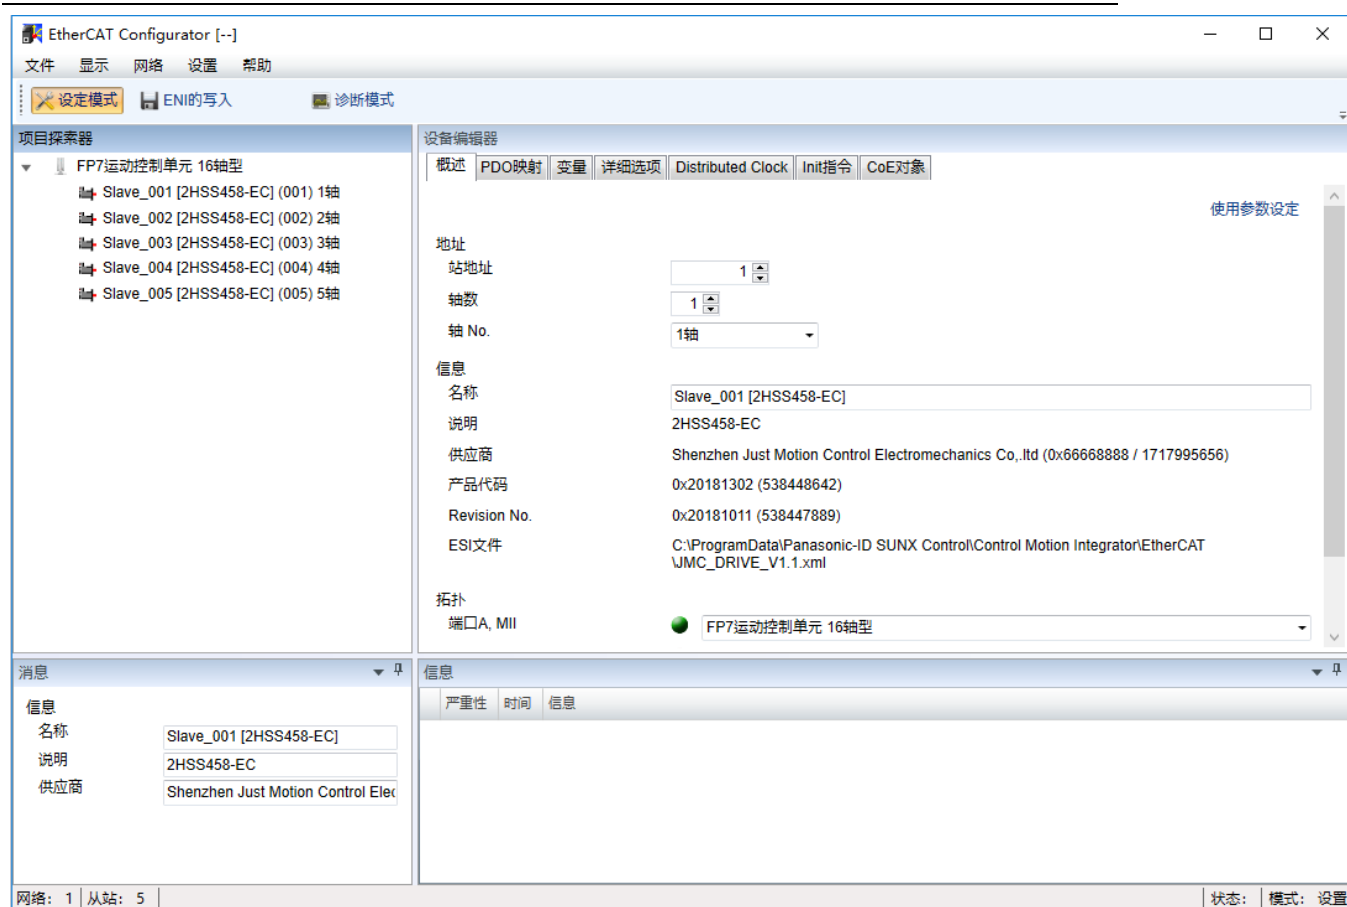 EtherCAT Configurator [--]
文件 显示 网络 设置 帮助
设定模式 ENI的写入 诊断模式
项目探索器
FP7运动控制单元 16轴型
Slave_001 [2HSS458-EC] (001) 1轴
Slave_002 [2HSS458-EC] (002) 2轴
Slave_003 [2HSS458-EC] (003) 3轴
Slave_004 [2HSS458-EC] (004) 4轴
Slave_005 [2HSS458-EC] (005) 5轴
设备编辑器
概述 PDO映射 变量 详细选项 Distributed Clock Init指令 CoE对象
使用参数设定
地址
站地址 1
轴数 1
轴 No. 1轴
信息
名称 Slave_001 [2HSS458-EC]
说明 2HSS458-EC
供应商 Shenzhen Just Motion Control Electromechanics Co,.ltd (0x66668888 / 1717995656)
产品代码 0x20181302 (538448642)
Revision No. 0x20181011 (538447889)
ESI文件 C:\ProgramData\Panasonic-ID SUNX Control\Control Motion Integrator\EtherCAT
\JMC_DRIVE_V1.1.xml
拓扑
端口A, MII FP7运动控制单元 16轴型
消息
信息
名称 Slave_001 [2HSS458-EC]
说明 2HSS458-EC
供应商 Shenzhen Just Motion Control Elec
信息
严重性 时间 信息
网络: 1 从站: 5 状态: 模式: 设置